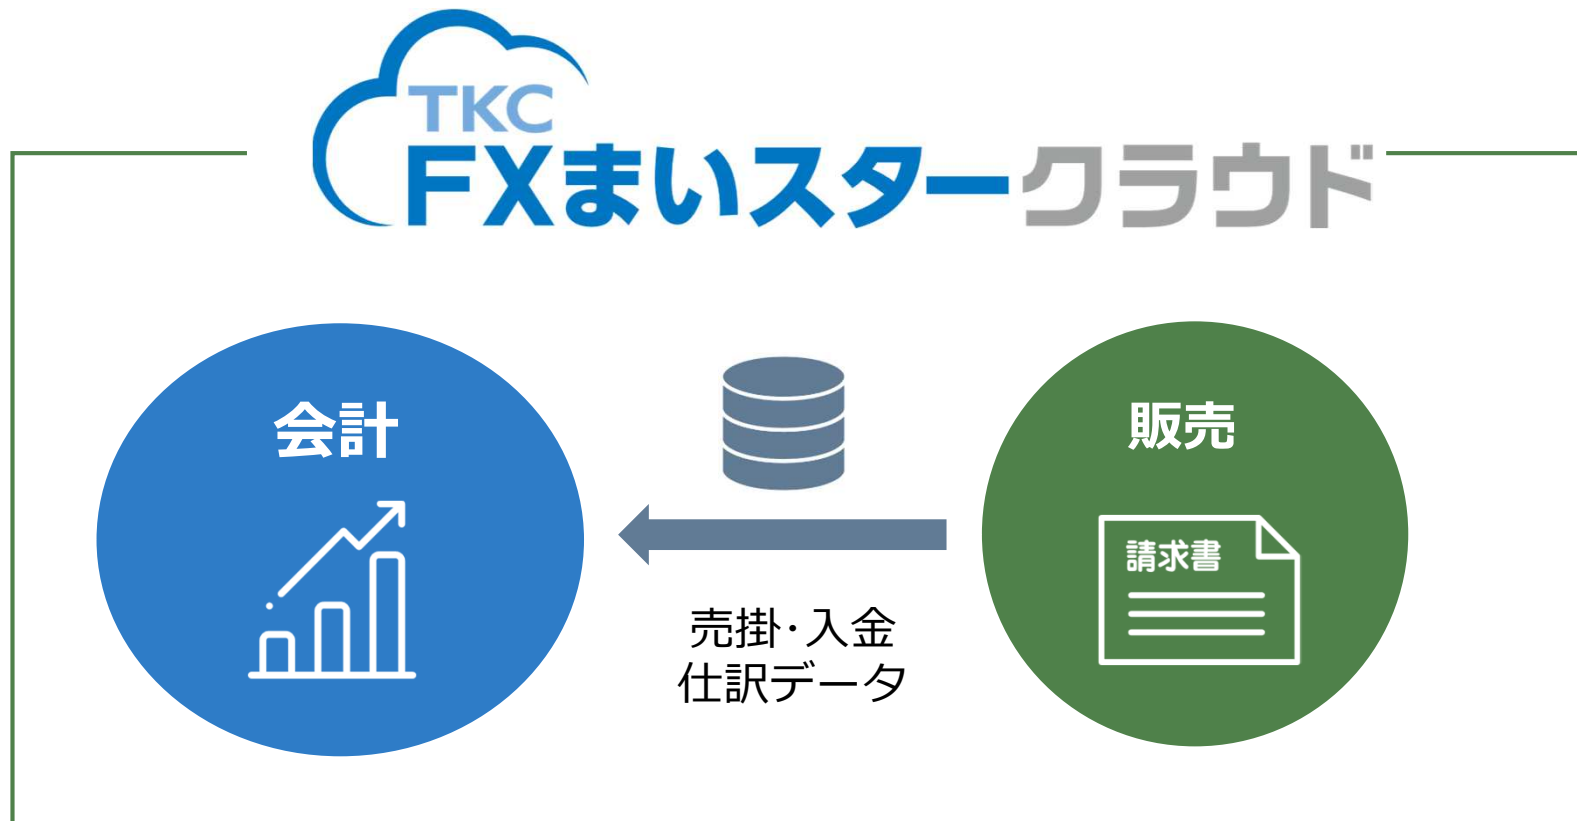 TKC
FXまいスタークラウド
会計
販売
請求書
売掛・入金
仕訳データ